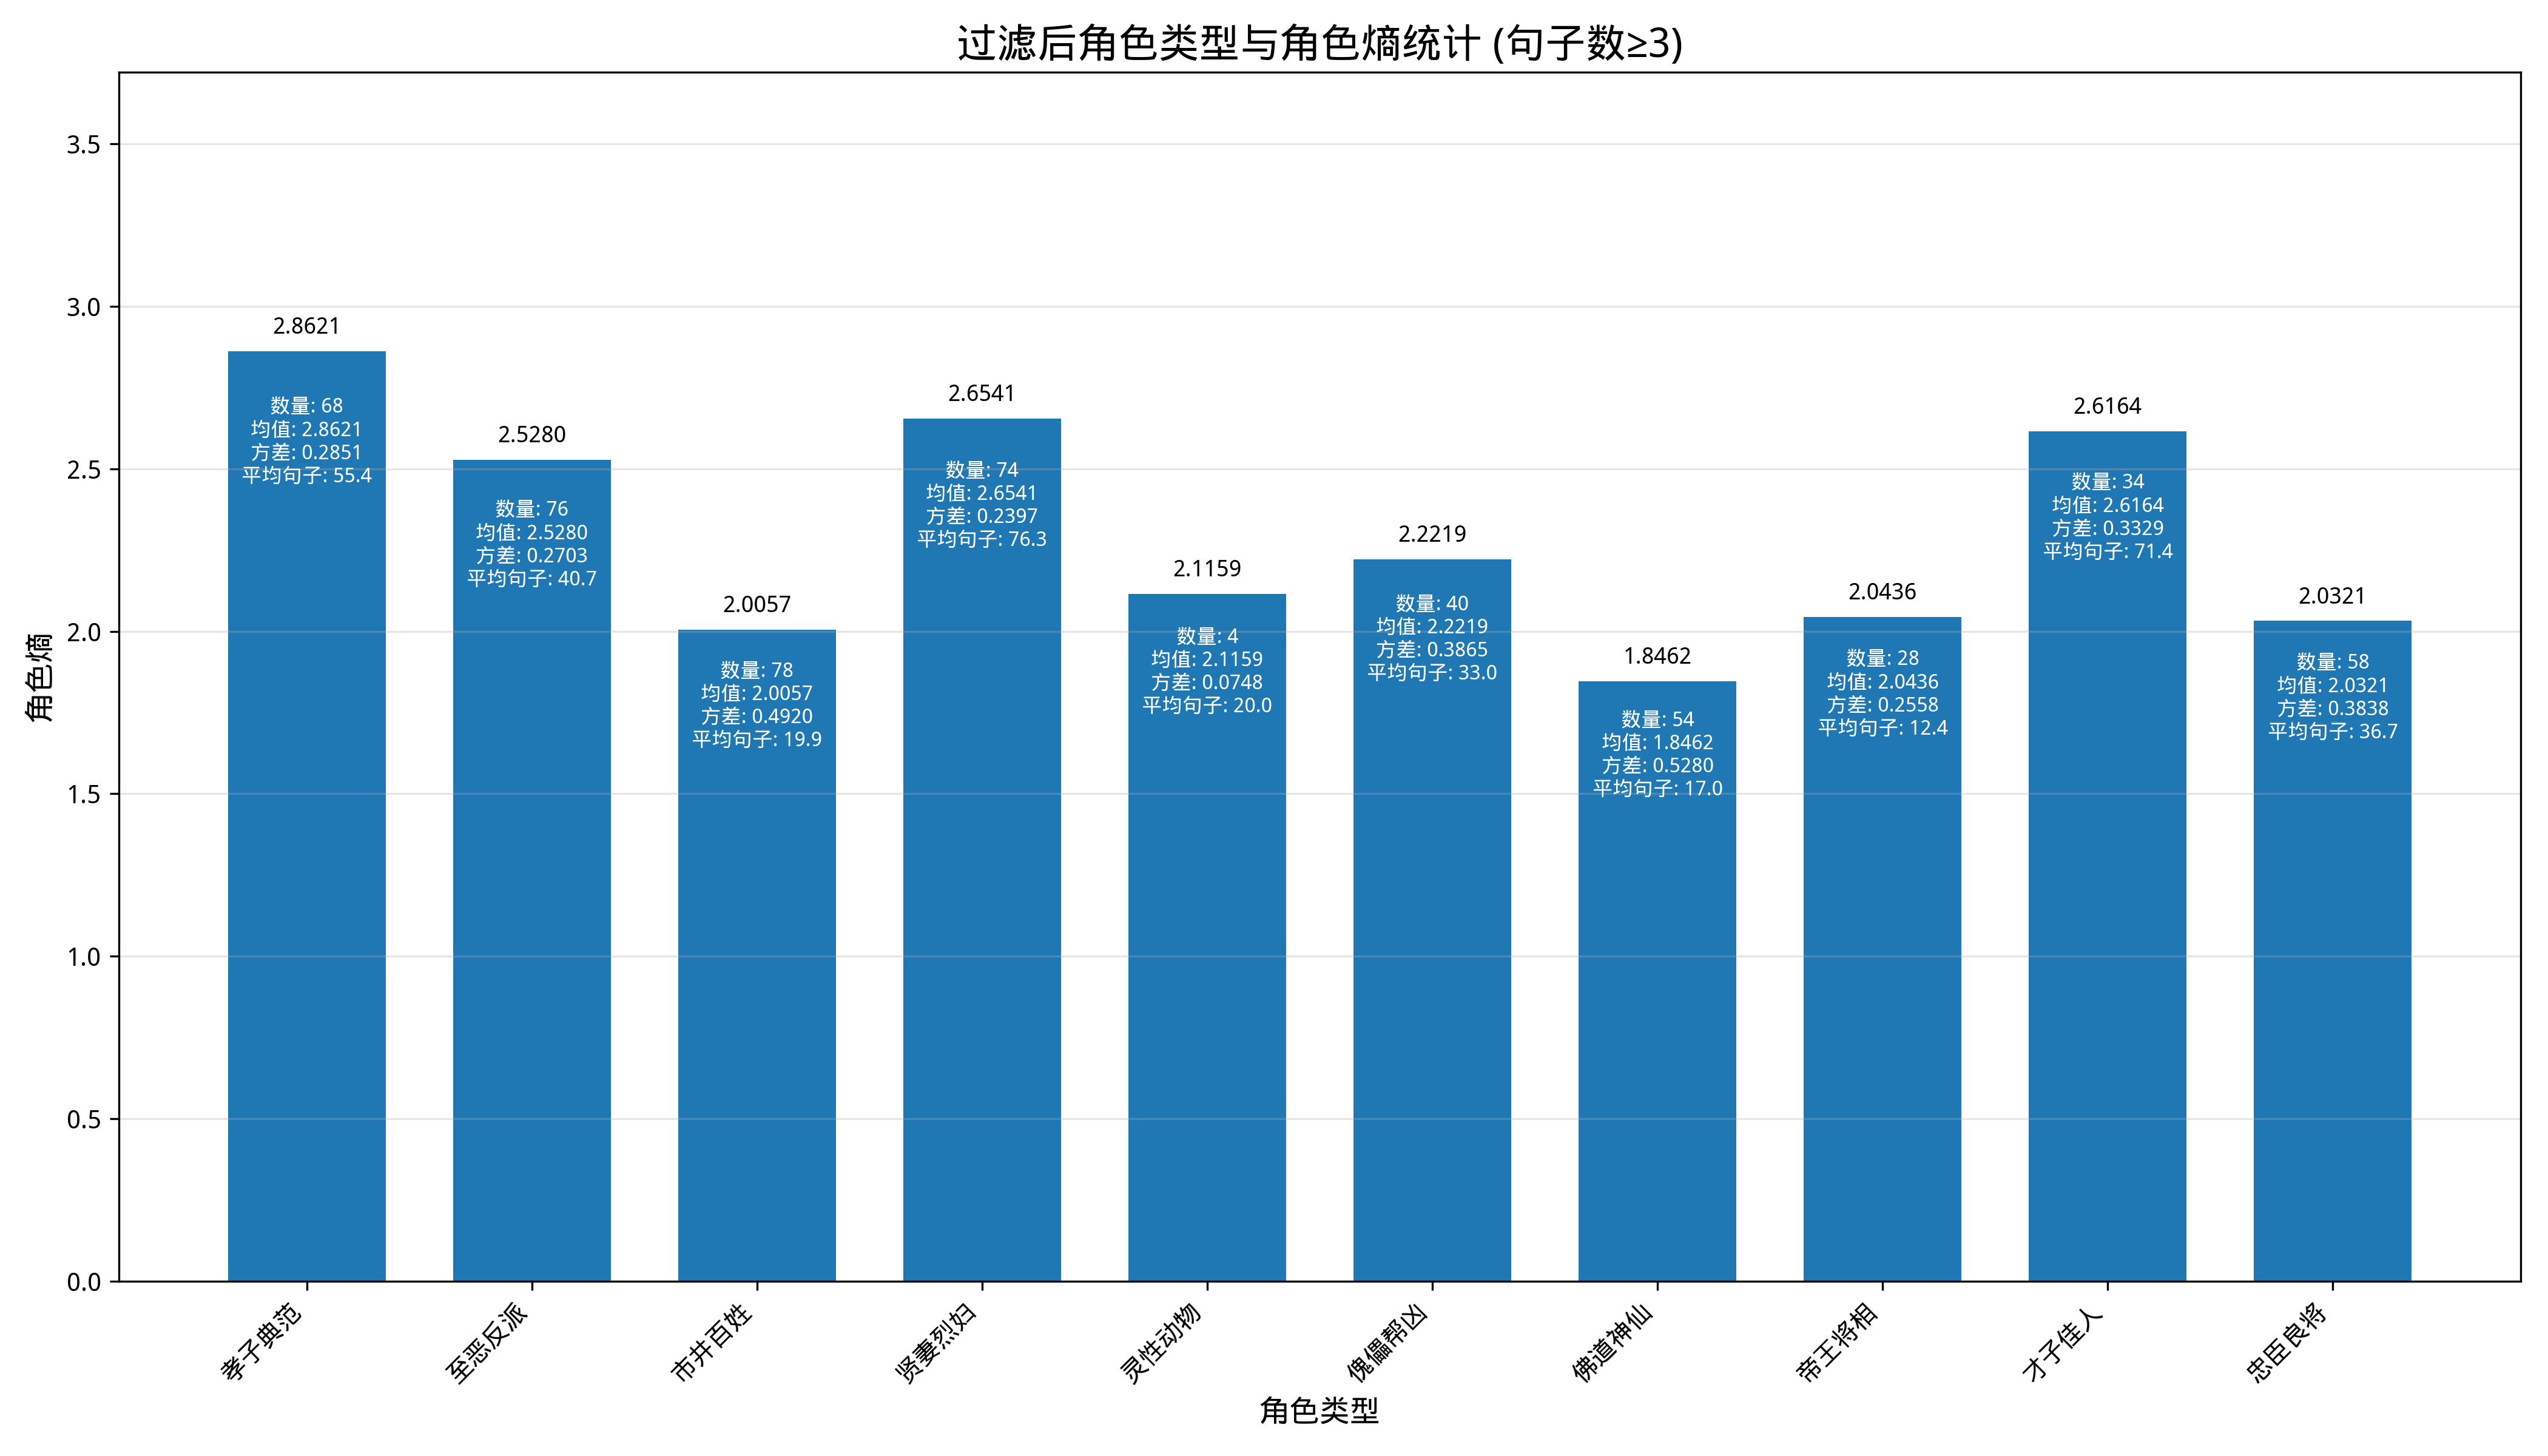 过滤后角色类型与角色熵统计 (句子数≥3)
角色熵
3.5
3.0
2.5
2.0
1.5
1.0
0.5
0.0
2.8621
数量: 68
均值: 2.8621
方差: 0.2851
平均句子: 55.4
2.5280
数量: 76
均值: 2.5280
方差: 0.2703
平均句子: 40.7
2.0057
数量: 78
均值: 2.0057
方差: 0.4920
平均句子: 19.9
2.6541
数量: 74
均值: 2.6541
方差: 0.2397
平均句子: 76.3
2.1159
数量: 4
均值: 2.1159
方差: 0.0748
平均句子: 20.0
2.2219
数量: 40
均值: 2.2219
方差: 0.3865
平均句子: 33.0
1.8462
数量: 54
均值: 1.8462
方差: 0.5280
平均句子: 17.0
2.0436
数量: 28
均值: 2.0436
方差: 0.2558
平均句子: 12.4
2.6164
数量: 34
均值: 2.6164
方差: 0.3329
平均句子: 71.4
2.0321
数量: 58
均值: 2.0321
方差: 0.3838
平均句子: 36.7
孝子典范
至恶反派
市井百姓
贤妻烈妇
灵性动物
傀儡帮凶
佛道神仙
帝王将相
才子佳人
忠臣良将
角色类型